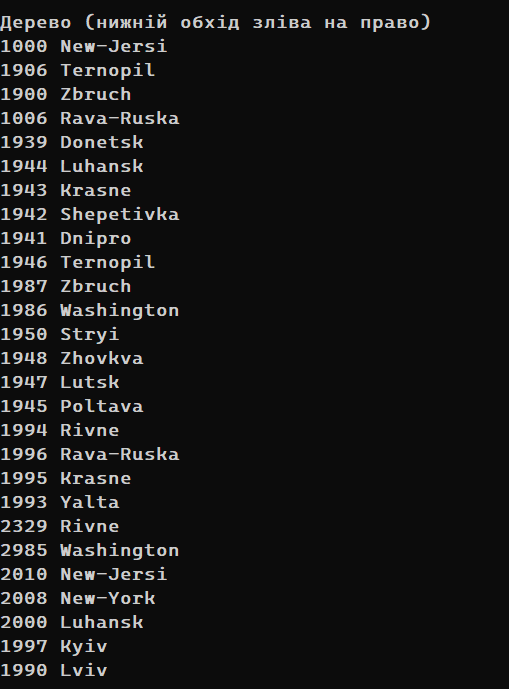 Дерево (нижній обхід зліва на право)
1000 New-Jersi
1906 Ternopil
1900 Zbruch
1006 Rava-Ruska
1939 Donetsk
1944 Luhansk
1943 Krasne
1942 Shepetivka
1941 Dnipro
1946 Ternopil
1987 Zbruch
1986 Washington
1950 Stryi
1948 Zhovkva
1947 Lutsk
1945 Poltava
1994 Rivne
1996 Rava-Ruska
1995 Krasne
1993 Yalta
2329 Rivne
2985 Washington
2010 New-Jersi
2008 New-York
2000 Luhansk
1997 Kyiv
1990 Lviv